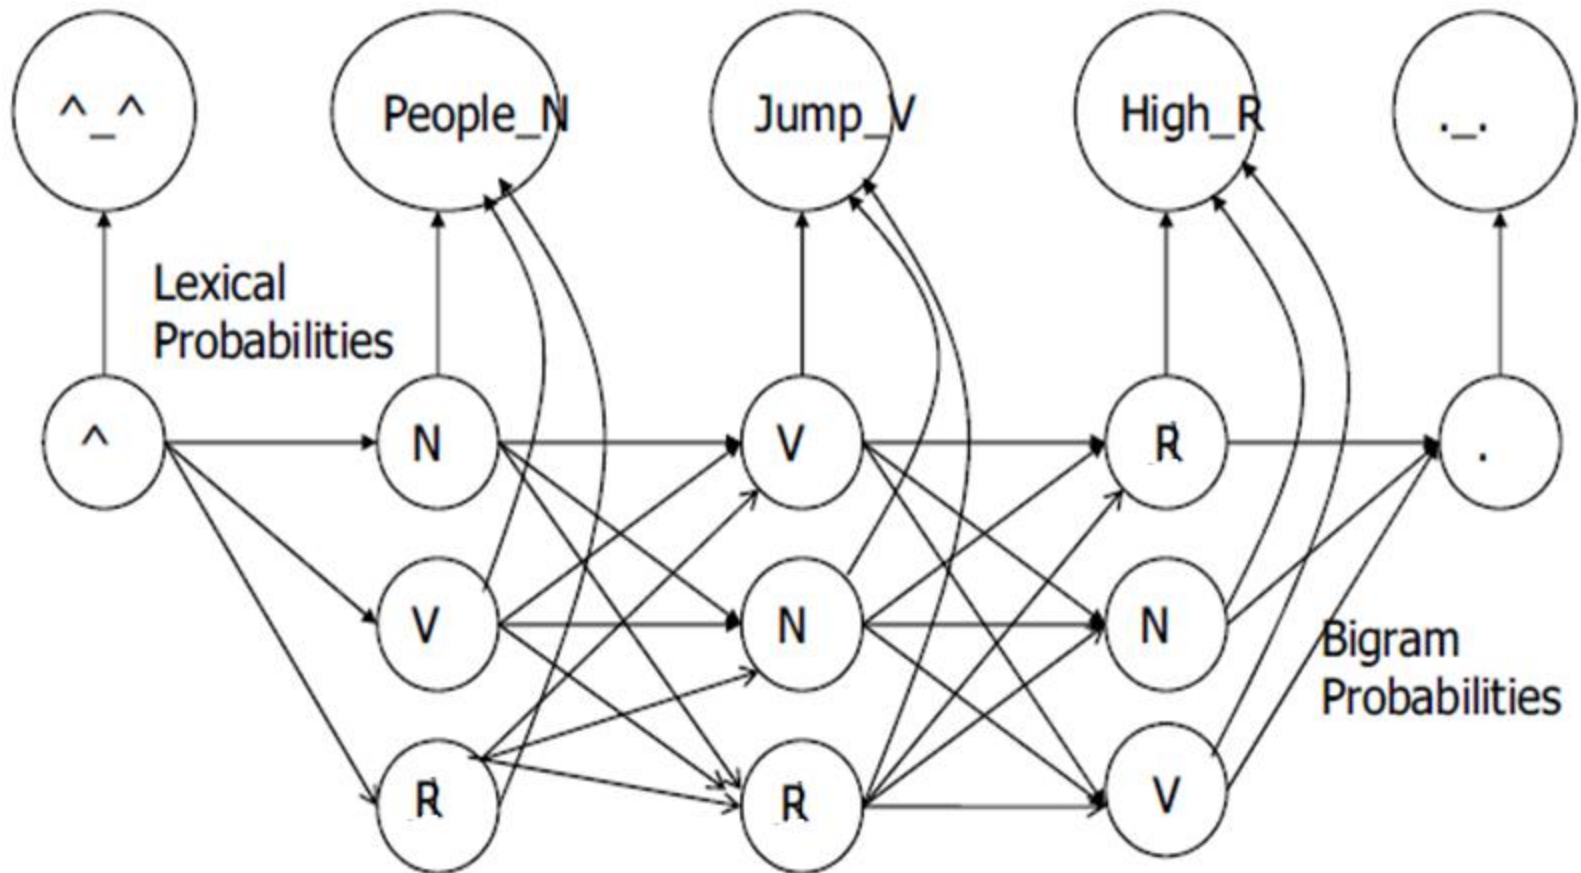 ^_^ People_N Jump_V High_R ._.
Lexical
Probabilities
^ N V R .
V N N
Bigram
Probabilities
R R V